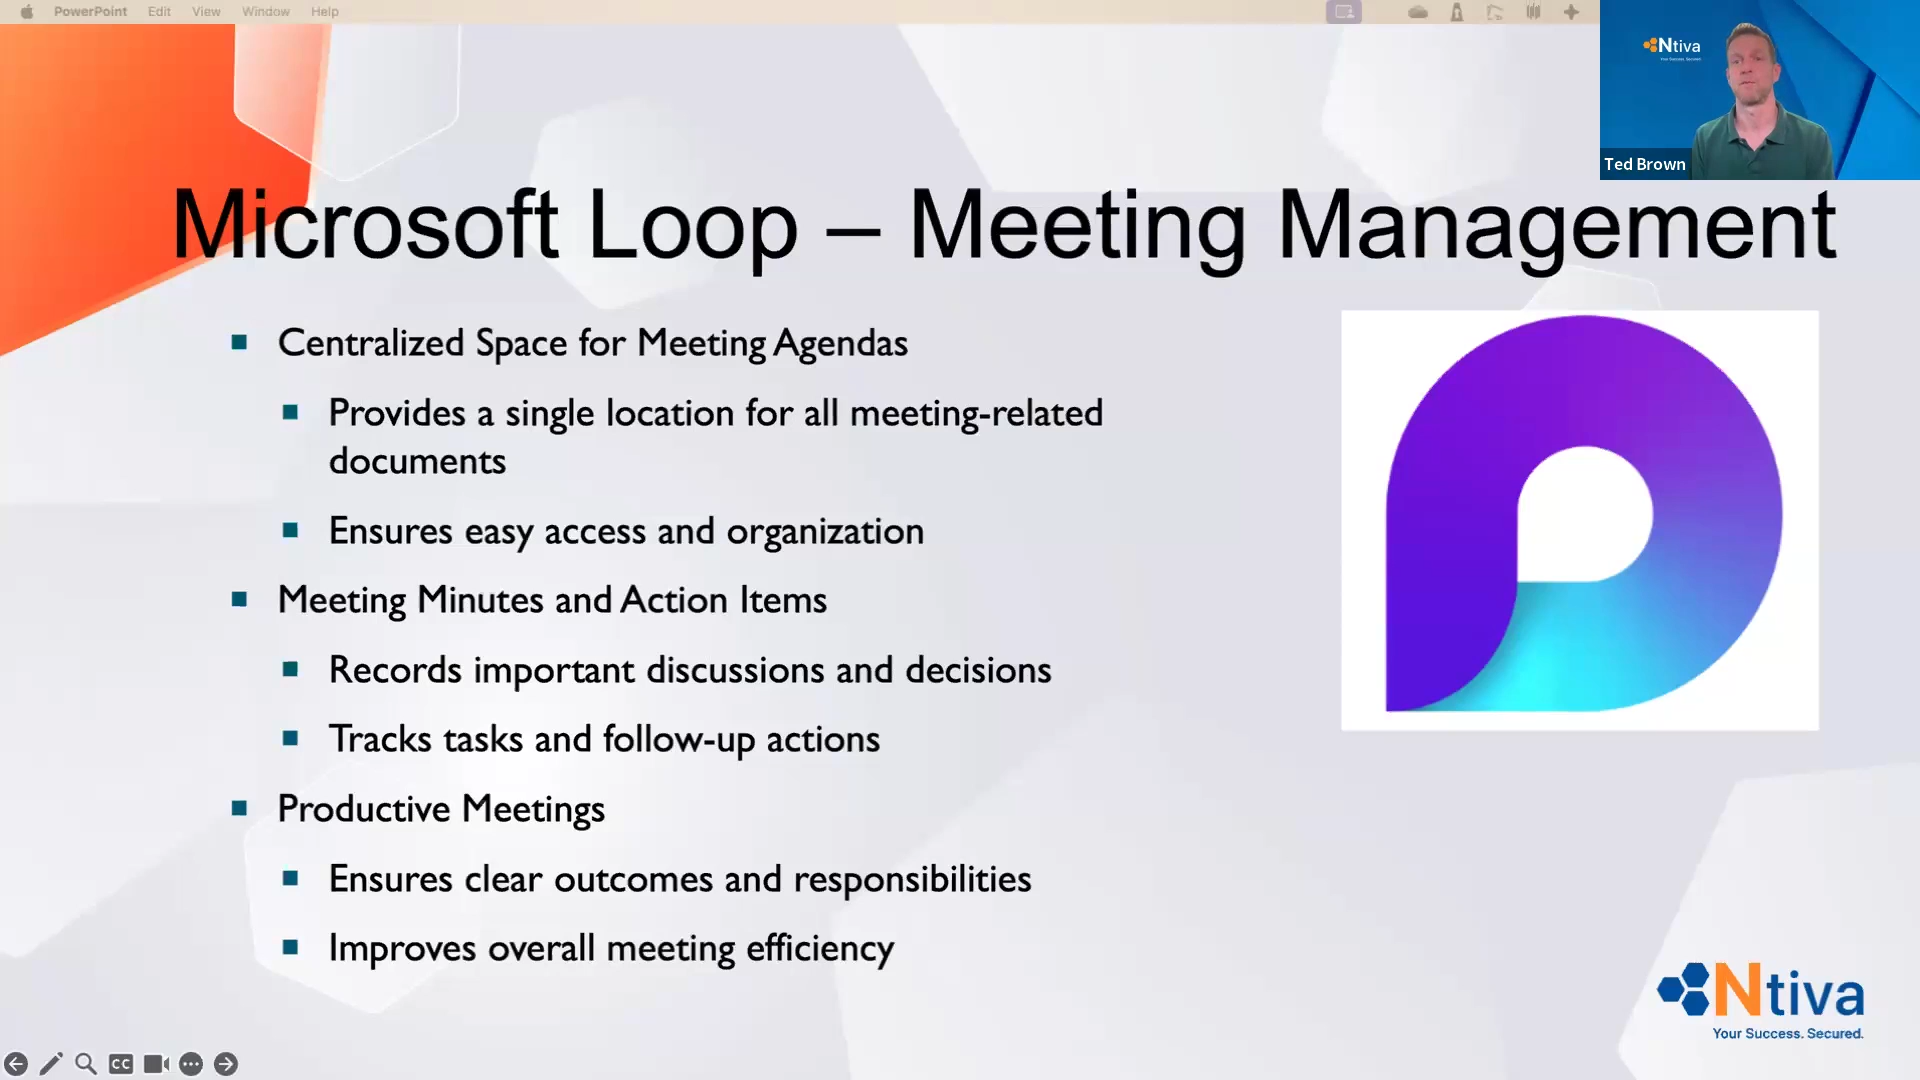 PowerPoint Edit View Window Help
Ntiva
Ted Brown
Microsoft Loop – Meeting Management
Centralized Space for Meeting Agendas
Provides a single location for all meeting-related
documents
Ensures easy access and organization
Meeting Minutes and Action Items
Records important discussions and decisions
Tracks tasks and follow-up actions
Productive Meetings
Ensures clear outcomes and responsibilities
Improves overall meeting efficiency
Ntiva
Your Success. Secured.
CC